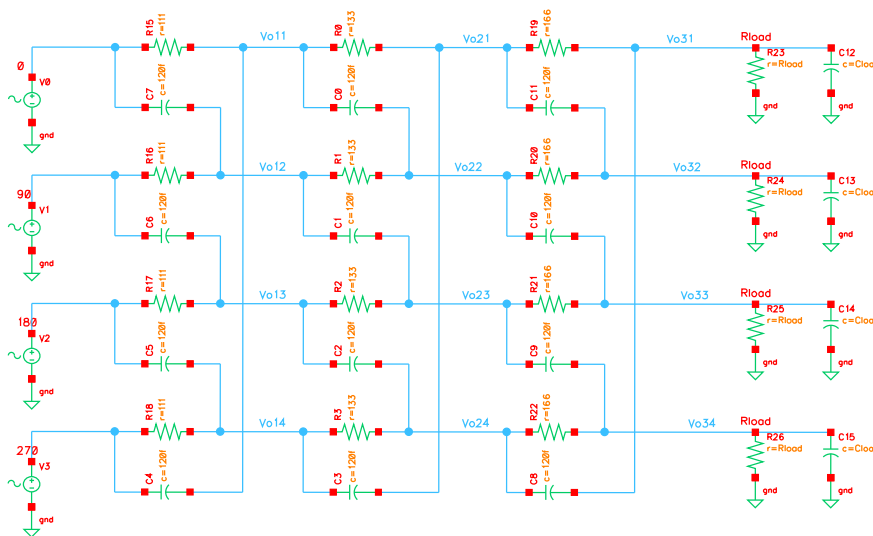 R15
r=111
Vo11
R0
r=133
Vo21
R19
r=166
Vo31
Rload
R23
r=Rload
C12
c=Cloa
0
V0
gnd
C7
c=120f
C0
c=120f
C11
c=120f
gnd
gnd
R16
r=111
Vo12
R1
r=133
Vo22
R20
r=166
Vo32
Rload
R24
r=Rload
C13
c=Cloa
90
V1
gnd
C6
c=120f
C1
c=120f
C10
c=120f
gnd
gnd
R17
r=111
Vo13
R2
r=133
Vo23
R21
r=166
Vo33
Rload
R25
r=Rload
C14
c=Cloa
180
V2
gnd
C5
c=120f
C2
c=120f
C9
c=120f
gnd
gnd
R18
r=111
Vo14
R3
r=133
Vo24
R22
r=166
Vo34
Rload
R26
r=Rload
C15
c=Cloa
270
V3
gnd
C4
c=120f
C3
c=120f
C8
c=120f
gnd
gnd